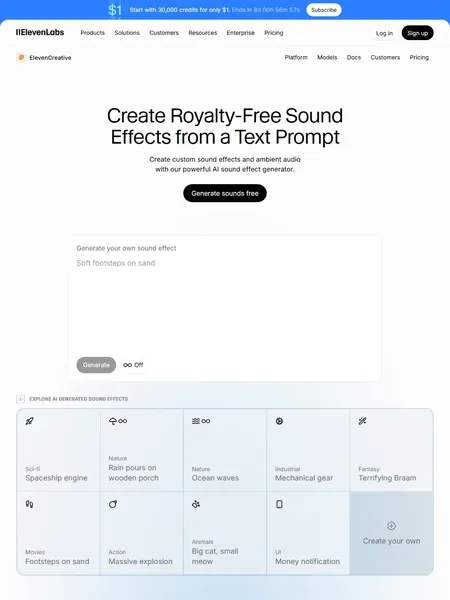 $1 Start with 30,000 credits for only $1. Ends in 8d 00h 56m 57s Subscribe
IIElevenLabs Products Solutions Customers Resources Enterprise Pricing Log in Sign up
ElevenCreative Platform Models Docs Customers Pricing
Create Royalty-Free Sound
Effects from a Text Prompt
Create custom sound effects and ambient audio
with our powerful AI sound effect generator.
Generate sounds free
Generate your own sound effect
Soft footsteps on sand
Generate Off
EXPLORE AI GENERATED SOUND EFFECTS
Sci-fi
Spaceship engine
Nature
Rain pours on
wooden porch
Nature
Ocean waves
Industrial
Mechanical gear
Fantasy
Terrifying Braam
Movies
Footsteps on sand
Action
Massive explosion
Animals
Big cat, small
meow
UI
Money notification
Create your own